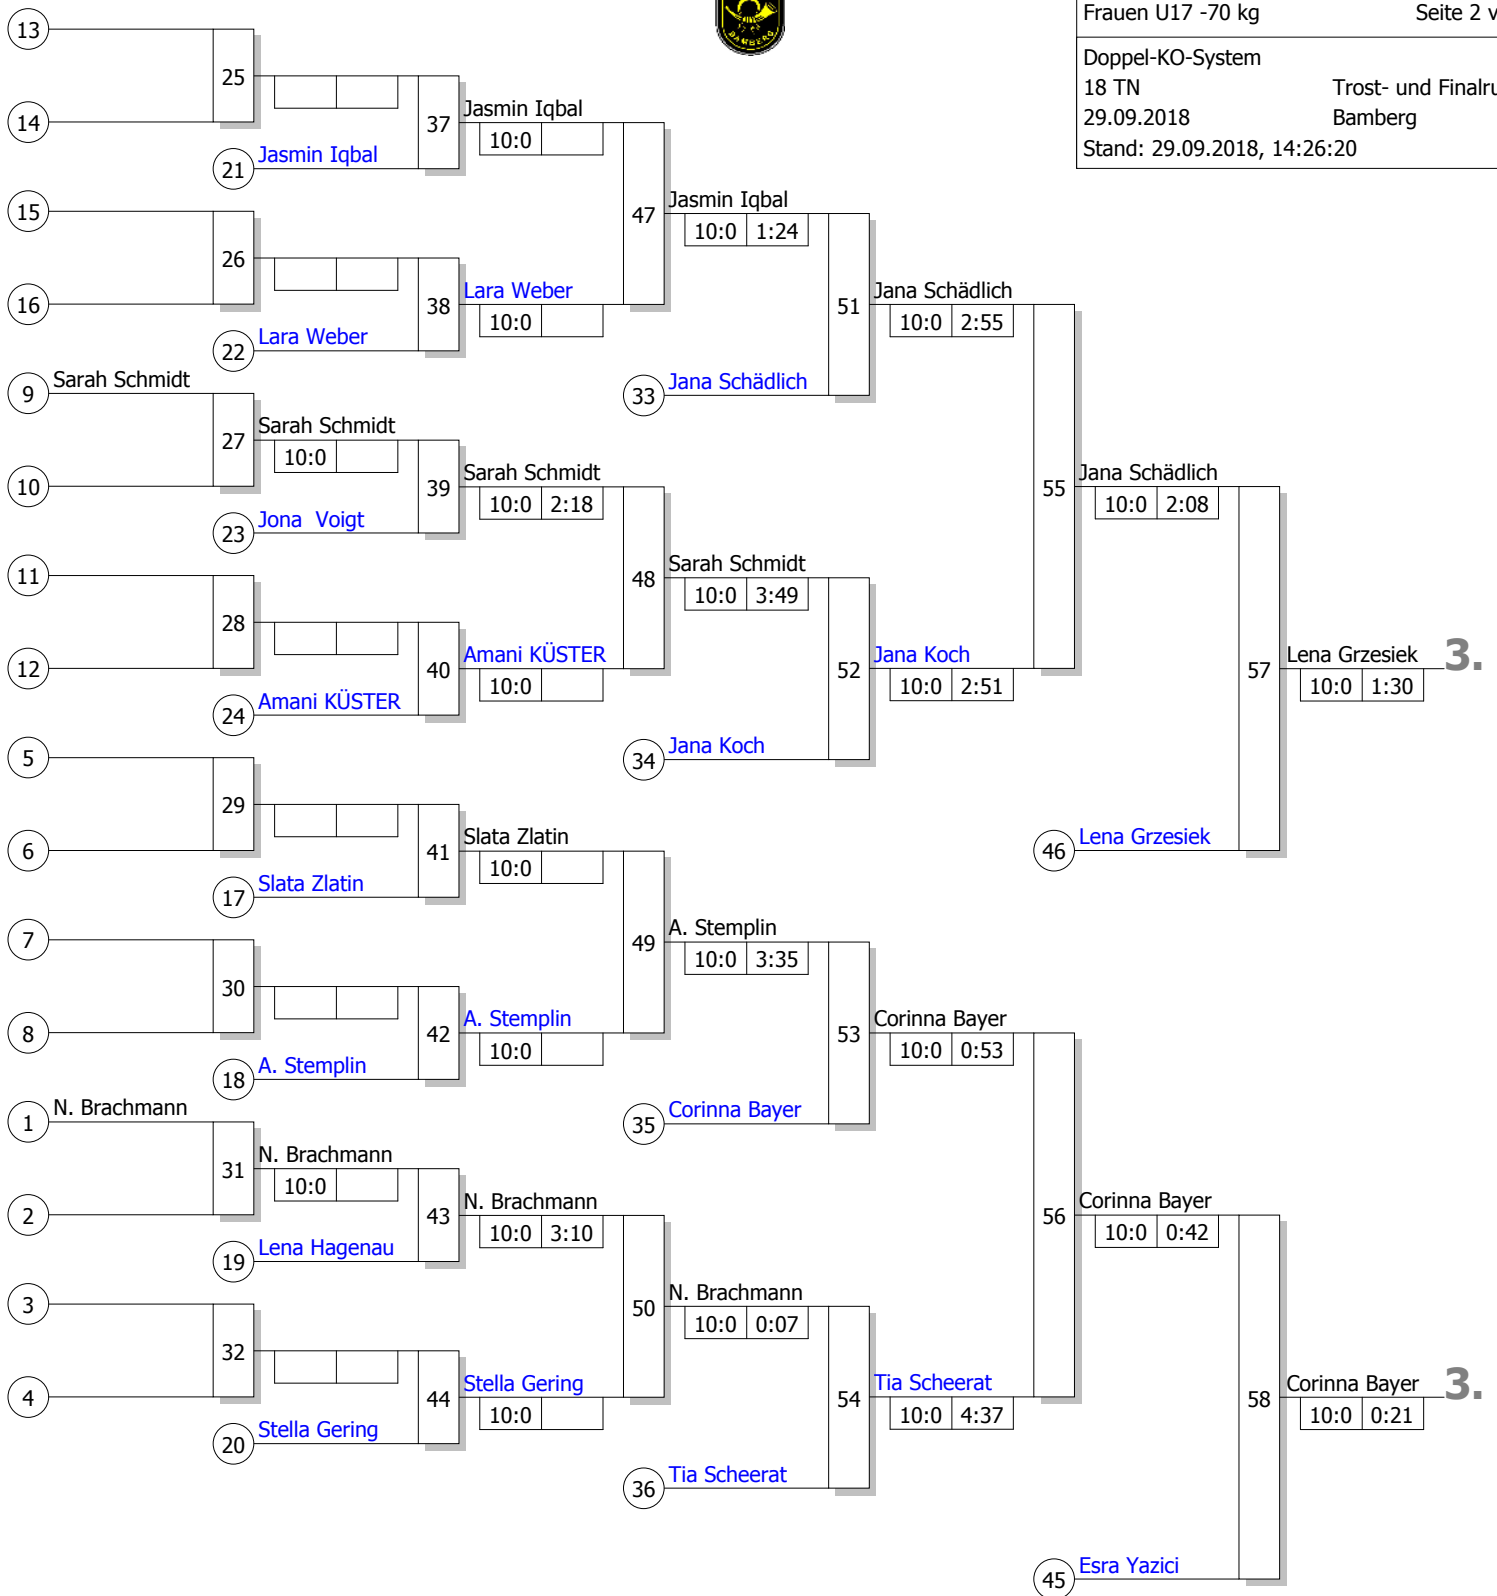 Frauen U17 -70 kg Seite 2 v
Doppel-KO-System
18 TN Trost- und Finalru
29.09.2018 Bamberg
Stand: 29.09.2018, 14:26:20
BAMBERG
13
25
14
37
Jasmin Iqbal
10:0
21
Jasmin Iqbal
15
47
Jasmin Iqbal
10:0 1:24
26
16
38
Lara Weber
10:0
22
Lara Weber
51
Jana Schädlich
10:0 2:55
9
Sarah Schmidt
33
Jana Schädlich
27
Sarah Schmidt
10:0
10
39
Sarah Schmidt
10:0 2:18
23
Jona Voigt
55
Jana Schädlich
10:0 2:08
11
48
Sarah Schmidt
10:0 3:49
28
12
40
Amani KÜSTER
10:0
24
Amani KÜSTER
52
Jana Koch
10:0 2:51
34
Jana Koch
57
Lena Grzesiek
10:0 1:30
3.
5
29
6
41
Slata Zlatin
10:0
17
Slata Zlatin
46
Lena Grzesiek
7
49
A. Stemplin
10:0 3:35
30
8
42
A. Stemplin
10:0
18
A. Stemplin
53
Corinna Bayer
10:0 0:53
1
N. Brachmann
35
Corinna Bayer
31
N. Brachmann
10:0
2
43
N. Brachmann
10:0 3:10
19
Lena Hagenau
56
Corinna Bayer
10:0 0:42
3
50
N. Brachmann
10:0 0:07
32
4
44
Stella Gering
10:0
20
Stella Gering
54
Tia Scheerat
10:0 4:37
36
Tia Scheerat
58
Corinna Bayer
10:0 0:21
3.
45
Esra Yazici